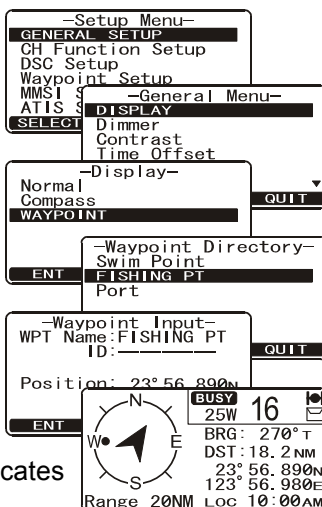 –Setup Menu–
GENERAL SETUP
CH Function Setup
DSC Setup
Waypoint Setup
MMSI S
ATIS S
SELECT
–General Menu–
DISPLAY
Dimmer
Contrast
Time Offset
QUIT
–Display–
Normal
Compass
WAYPOINT
ENT
–Waypoint Directory–
Swim Point
FISHING PT
Port
QUIT
–Waypoint Input–
WPT Name:FISHING PT
ID:–––––––––
Position: 23°56.890N
ENT
N
W
E
S
Range 20NM
BUSY
25W 16
BRG: 270°T
DST:18.2NM
23°56.890N
123°56.980E
LOC 10:00AM
cates